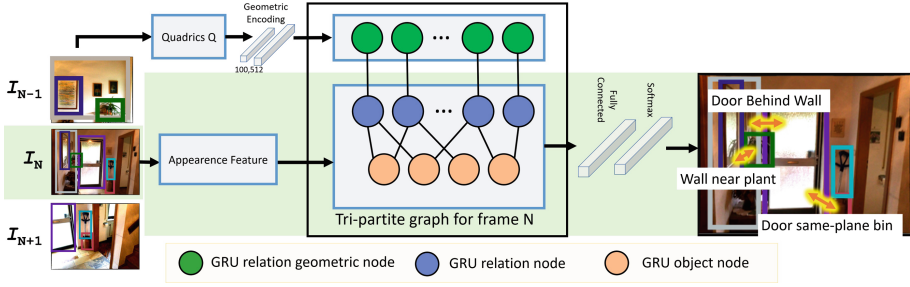 Geometric
Encoding
Quadrics Q
100,512
I_N-1
I_N
I_N+1
Appearence Feature
...
...
Tri-partite graph for frame N
Fully
Connected
Softmax
Door Behind Wall
Wall near plant
Door same-plane bin
GRU relation geometric node
GRU relation node
GRU object node